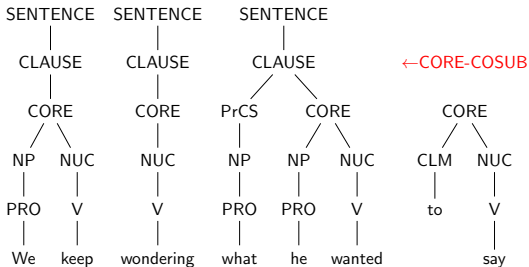 SENTENCE SENTENCE SENTENCE
CLAUSE CLAUSE CLAUSE ←CORE-COSUB
CORE CORE PrCS CORE CORE
NP NUC NUC NP NP NUC CLM NUC
PRO V V PRO PRO V to V
We keep wondering what he wanted say